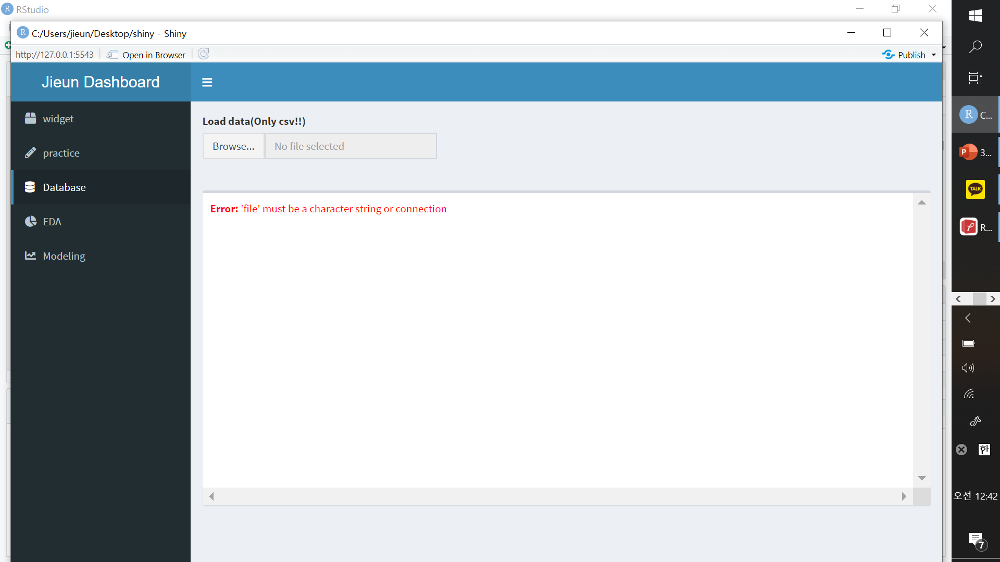 RStudio
C:/Users/jieun/Desktop/shiny - Shiny
http://127.0.0.1:5543
Open in Browser
Publish
Jieun Dashboard
widget
practice
Database
EDA
Modeling
Load data(Only csv!!)
Browse...
No file selected
Error: 'file' must be a character string or connection
R
C...
P
3...
TALK
R...
한
오전 12:42
7